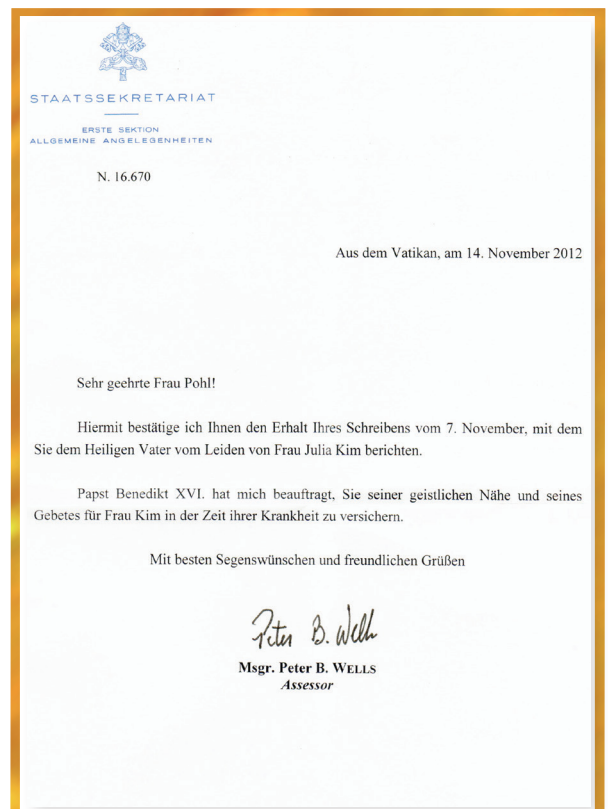 STAATSSEKRETARIAT
ERSTE SEKTION
ALLGEMEINE ANGELEGENHEITEN
N. 16.670
Aus dem Vatikan, am 14. November 2012
Sehr geehrte Frau Pohl!
Hiermit bestätige ich Ihnen den Erhalt Ihres Schreibens vom 7. November, mit dem
Sie dem Heiligen Vater vom Leiden von Frau Julia Kim berichten.
Papst Benedikt XVI. hat mich beauftragt, Sie seiner geistlichen Nähe und seines
Gebetes für Frau Kim in der Zeit ihrer Krankheit zu versichern.
Mit besten Segenswünschen und freundlichen Grüßen
Peter B. Wells
Msgr. Peter B. WELLS
Assessor